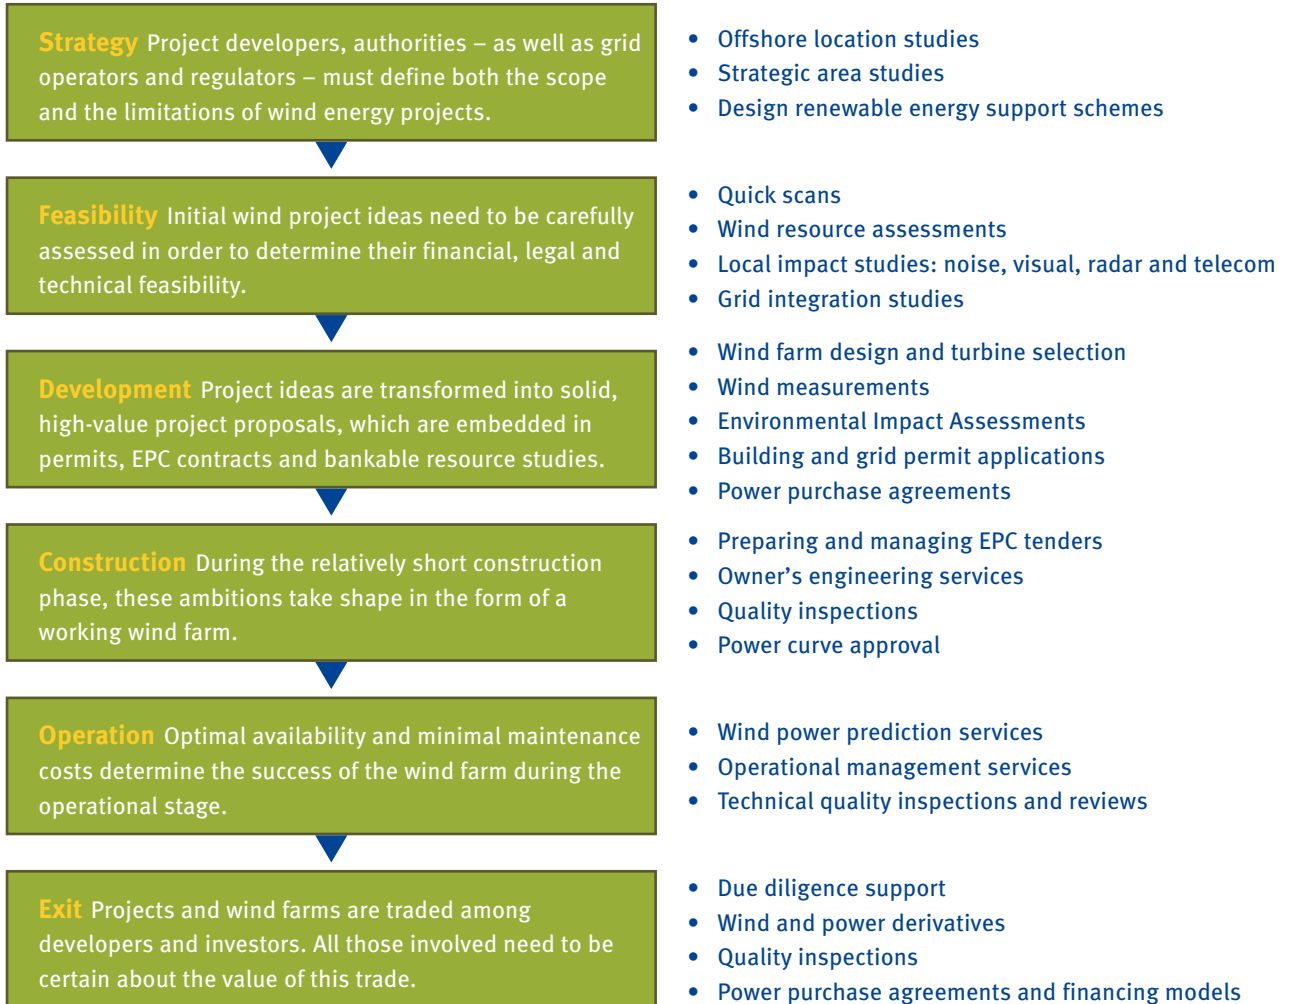 Strategy Project developers, authorities – as well as grid
operators and regulators – must define both the scope
and the limitations of wind energy projects.
• Offshore location studies
• Strategic area studies
• Design renewable energy support schemes
Feasibility Initial wind project ideas need to be carefully
assessed in order to determine their financial, legal and
technical feasibility.
• Quick scans
• Wind resource assessments
• Local impact studies: noise, visual, radar and telecom
• Grid integration studies
Development Project ideas are transformed into solid,
high-value project proposals, which are embedded in
permits, EPC contracts and bankable resource studies.
• Wind farm design and turbine selection
• Wind measurements
• Environmental Impact Assessments
• Building and grid permit applications
• Power purchase agreements
Construction During the relatively short construction
phase, these ambitions take shape in the form of a
working wind farm.
• Preparing and managing EPC tenders
• Owner’s engineering services
• Quality inspections
• Power curve approval
Operation Optimal availability and minimal maintenance
costs determine the success of the wind farm during the
operational stage.
• Wind power prediction services
• Operational management services
• Technical quality inspections and reviews
Exit Projects and wind farms are traded among
developers and investors. All those involved need to be
certain about the value of this trade.
• Due diligence support
• Wind and power derivatives
• Quality inspections
• Power purchase agreements and financing models